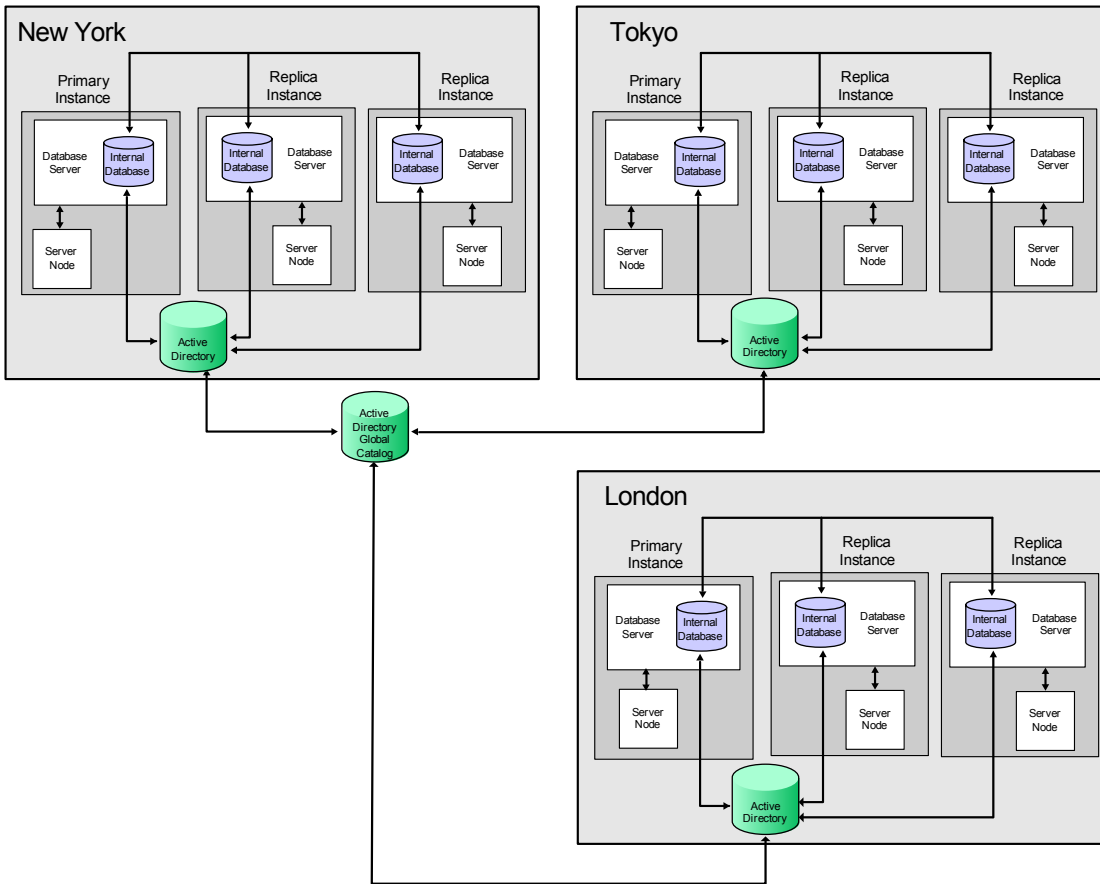 New York
Primary
Instance
Replica
Instance
Replica
Instance
Database
Server
Internal
Database
Internal
Database
Database
Server
Internal
Database
Database
Server
Server
Node
Server
Node
Server
Node
Active
Directory
Tokyo
Primary
Instance
Replica
Instance
Replica
Instance
Database
Server
Internal
Database
Internal
Database
Database
Server
Internal
Database
Database
Server
Server
Node
Server
Node
Server
Node
Active
Directory
Active
Directory
Global
Catalog
London
Primary
Instance
Replica
Instance
Replica
Instance
Database
Server
Internal
Database
Internal
Database
Database
Server
Internal
Database
Database
Server
Server
Node
Server
Node
Server
Node
Active
Directory